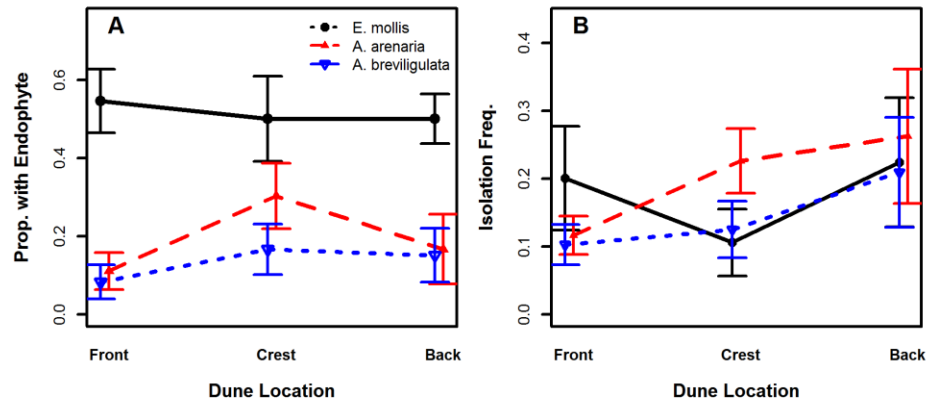 A
E. mollis
A. arenaria
A. breviligulata
Prop. with Endophyte
0.0
0.2
0.4
0.6
Front
Crest
Back
Dune Location
B
Isolation Freq.
0.0
0.1
0.2
0.3
0.4
Front
Crest
Back
Dune Location